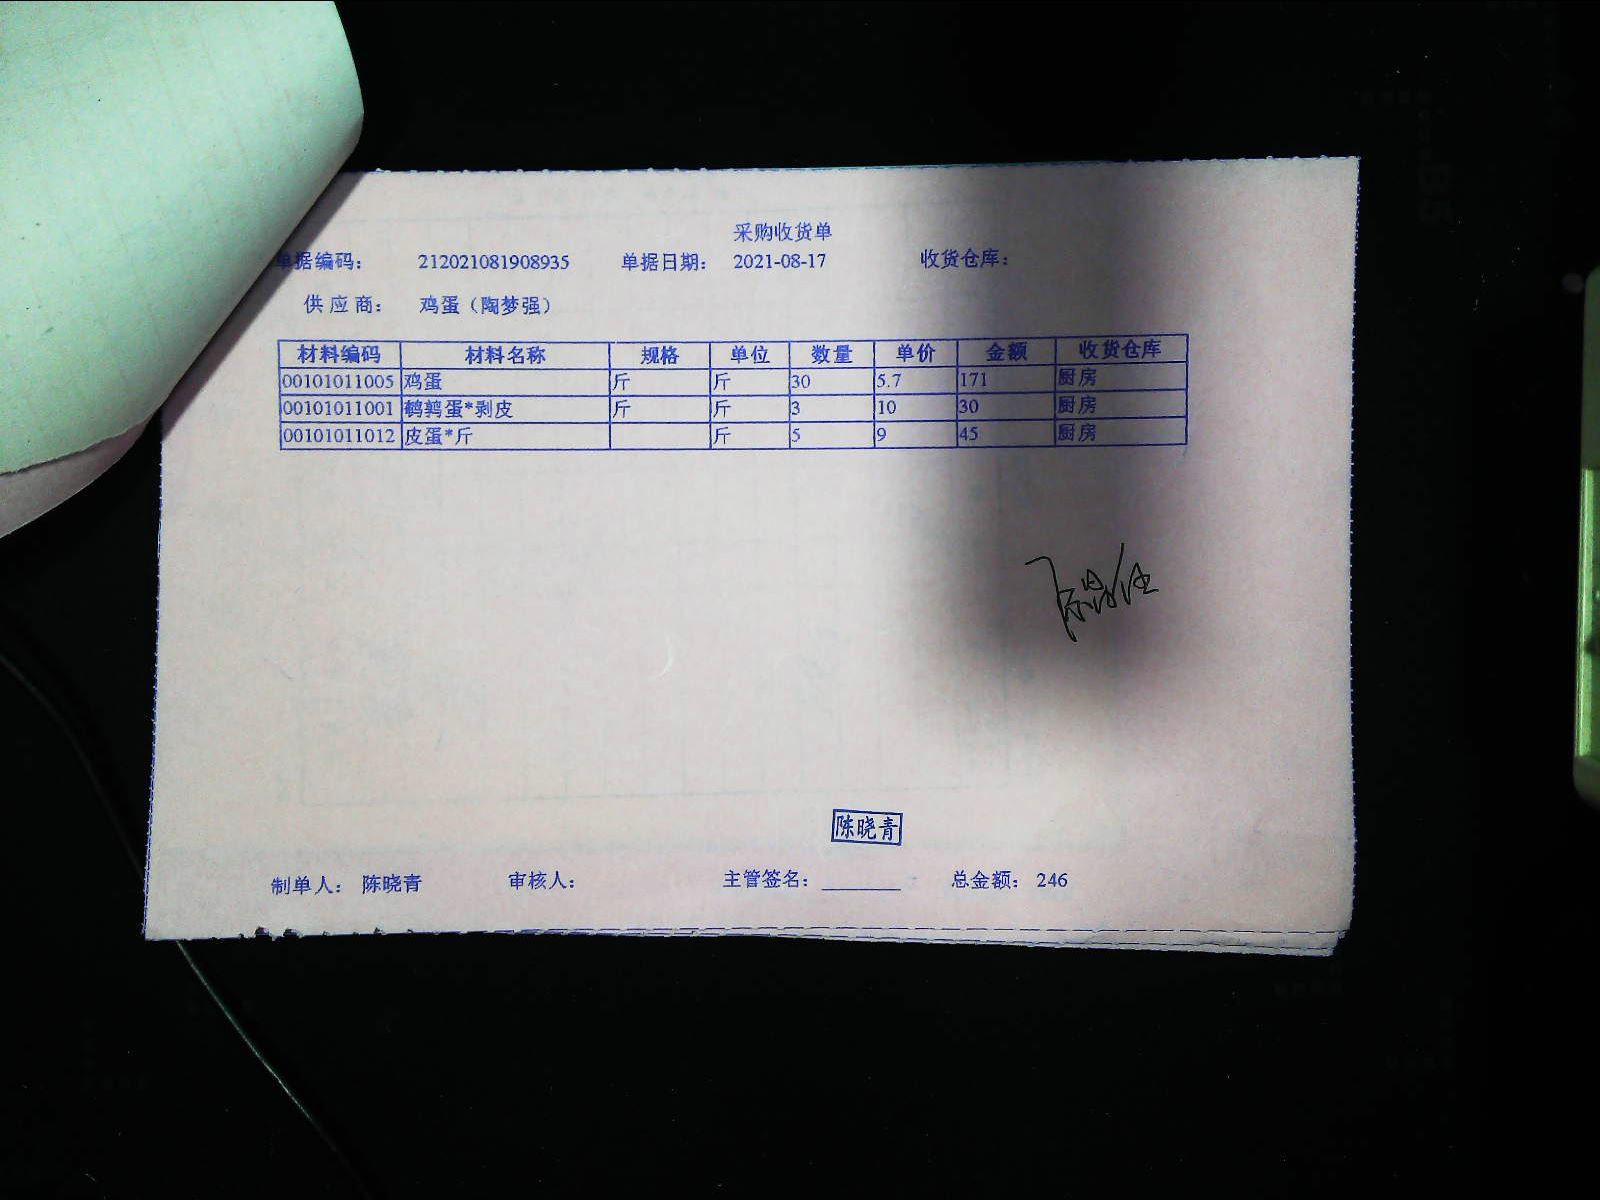 采购收货单
单据编码： 212021081908935 单据日期： 2021-08-17 收货仓库：
供应商： 鸡蛋（陶梦强）
材料编码 材料名称 规格 单位 数量 单价 金额 收货仓库
00101011005 鸡蛋 斤 斤 30 5.7 171 厨房
00101011001 鹌鹑蛋*剥皮 斤 斤 3 10 30 厨房
00101011012 皮蛋*斤 斤 5 9 45 厨房
陈晓青
制单人： 陈晓青 审核人： 主管签名：________ 总金额： 246